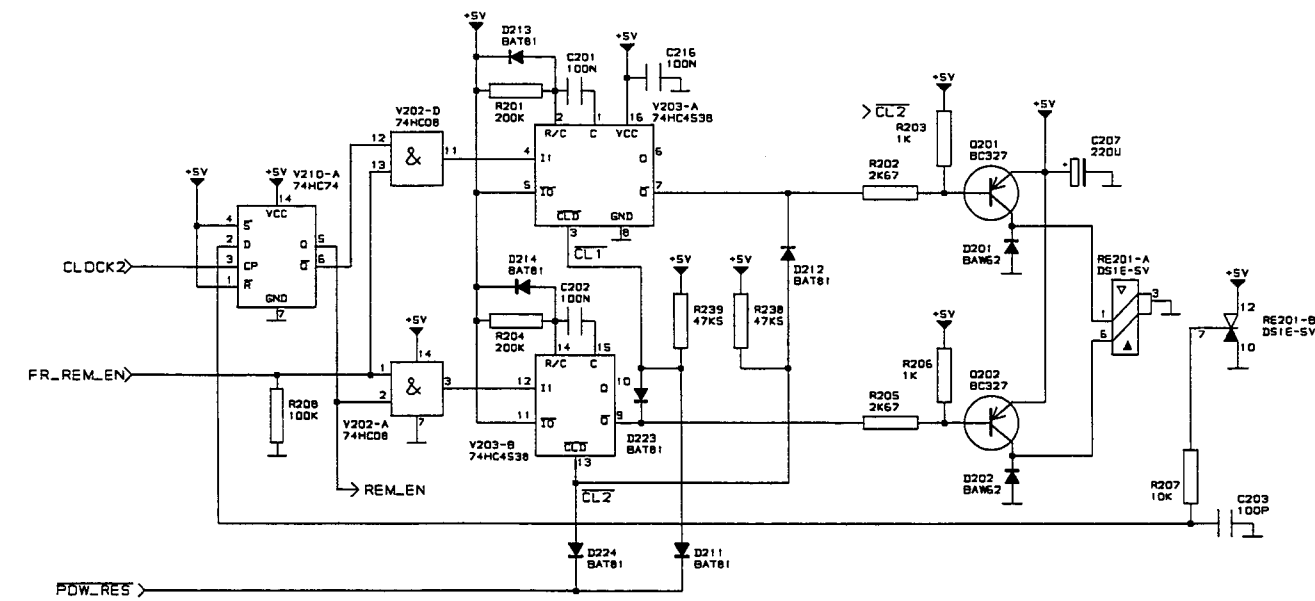 +5V
D213
BAT81
C201
100N
+5V
C216
100N
R201
200K
V203-A
74HC4538
2
1
16
R/C
C
VCC
4
I1
Q
6
5
I0
Q
7
CLD
GND
3
8
CL1
V202-D
74HC08
12
13
&
11
+5V
+5V
V210-A
74HC74
14
VCC
4
S
2
D
Q
5
3
CP
Q
6
1
R
GND
7
CLOCK2
FR_REM_EN
R208
100K
+5V
14
1
2
&
3
7
V202-A
74HC08
REM_EN
D214
BAT81
C202
100N
R204
200K
14
15
R/C
C
12
I1
Q
10
11
I0
Q
9
CLD
13
V203-B
74HC4538
CL2
D223
BAT81
+5V
R239
47K5
+5V
R238
47K5
D212
BAT81
D224
BAT81
D211
BAT81
POW_RES
CL2
+5V
R203
1K
R202
2K67
Q201
BC327
+5V
C207
220U
+
D201
BAW62
RE201-A
DS1E-5V
1
3
6
+5V
R206
1K
R205
2K67
Q202
BC327
D202
BAW62
+5V
12
7
10
RE201-B
DS1E-5V
R207
10K
C203
100P